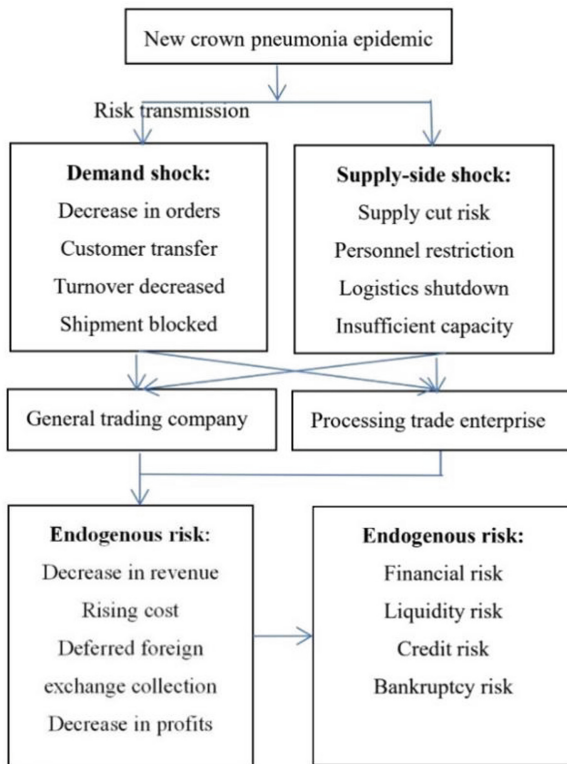 New crown pneumonia epidemic
Risk transmission
Demand shock:
Decrease in orders
Customer transfer
Turnover decreased
Shipment blocked
Supply-side shock:
Supply cut risk
Personnel restriction
Logistics shutdown
Insufficient capacity
General trading company
Processing trade enterprise
Endogenous risk:
Decrease in revenue
Rising cost
Deferred foreign
exchange collection
Decrease in profits
Endogenous risk:
Financial risk
Liquidity risk
Credit risk
Bankruptcy risk